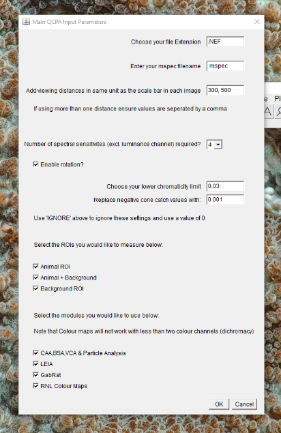 Main QCPA Input Parameters
Choose your file Extension .NEF
Enter your mspec filename .mspec
Add viewing distances in same unit as the scale bar in each image 300, 500
If using more than one distance ensure values are seperated by a comma
Number of spectral sensitivites (excl. luminance channel) required? 4
Enable rotation?
Choose your lower chromaticity limit 0.03
Replace negative cone catch values with: 0.001
Use 'IGNORE' above to ignore these settings and use a value of 0
Select the ROIs you would like to measure below:
Animal ROI
Animal + Background
Background ROI
Select the modules you would like to use below.
Note that Colour maps will not work with less than two colour channels (dichromacy)
CAA,BSA,VCA & Particle Analysis
LEIA
GabRat
RNL Colour Maps
OK Cancel